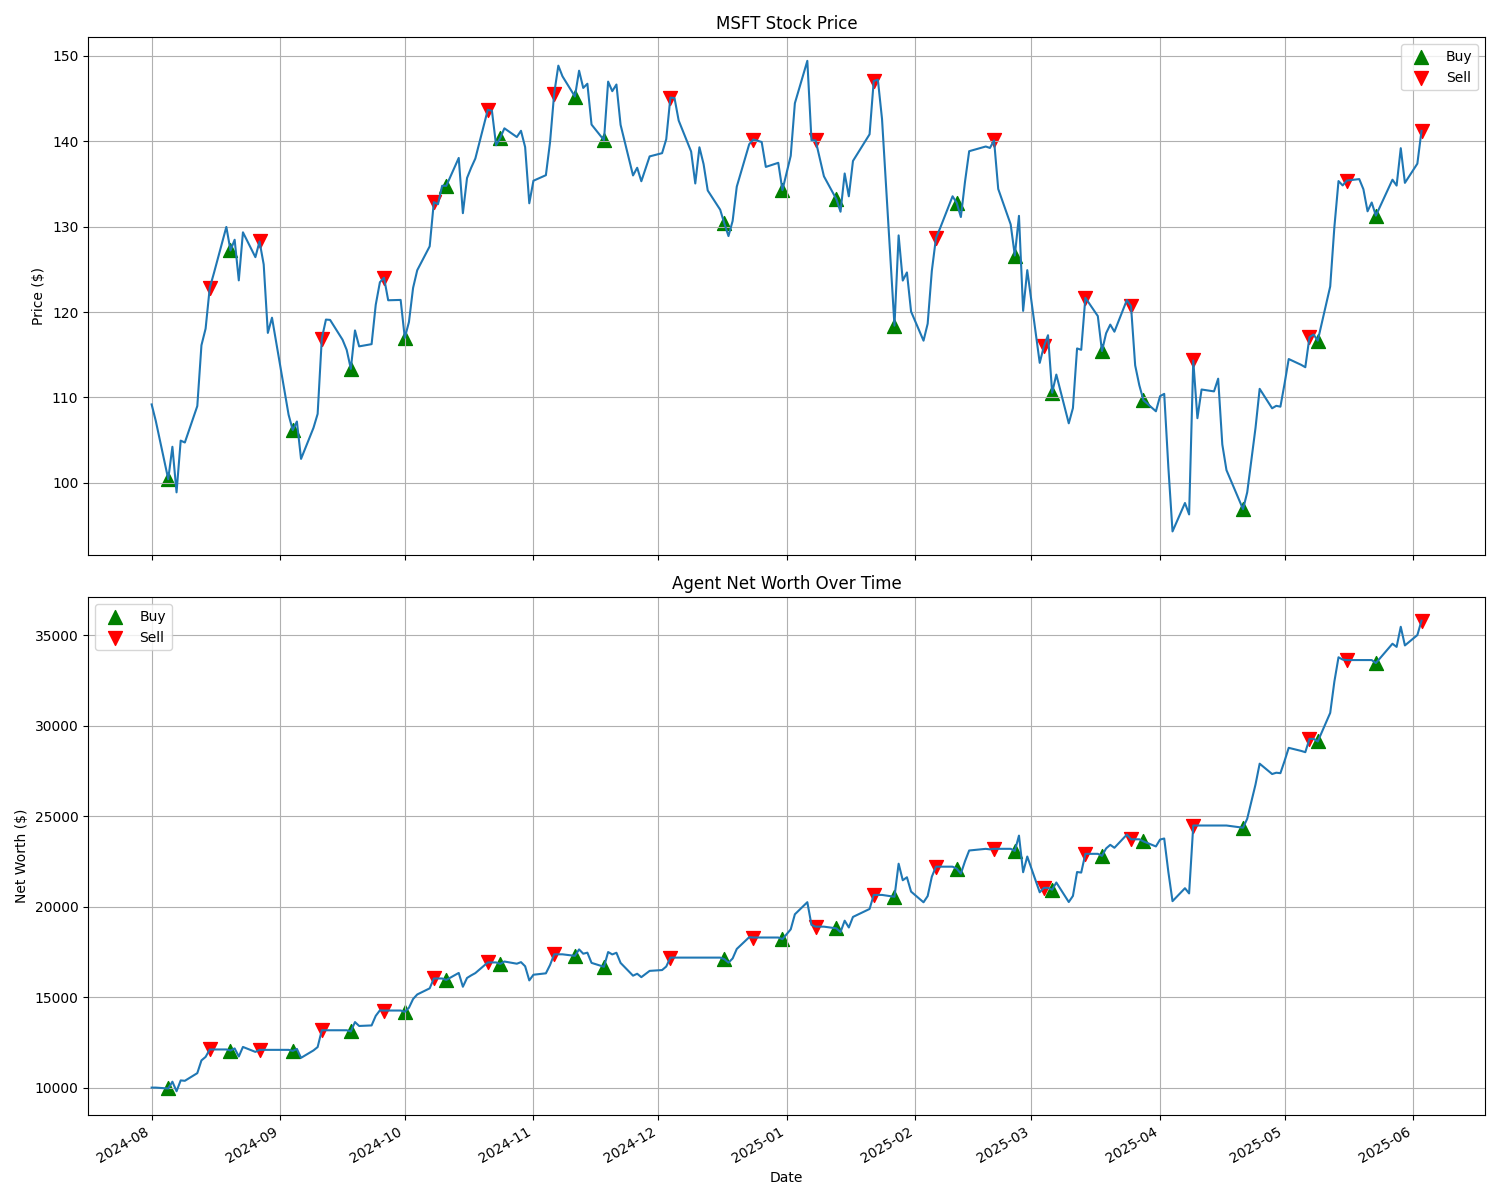 MSFT Stock Price
Buy
Sell
Price ($)
150
140
130
120
110
100
Agent Net Worth Over Time
Buy
Sell
Net Worth ($)
35000
30000
25000
20000
15000
10000
2024-08
2024-09
2024-10
2024-11
2024-12
2025-01
2025-02
2025-03
2025-04
2025-05
2025-06
Date